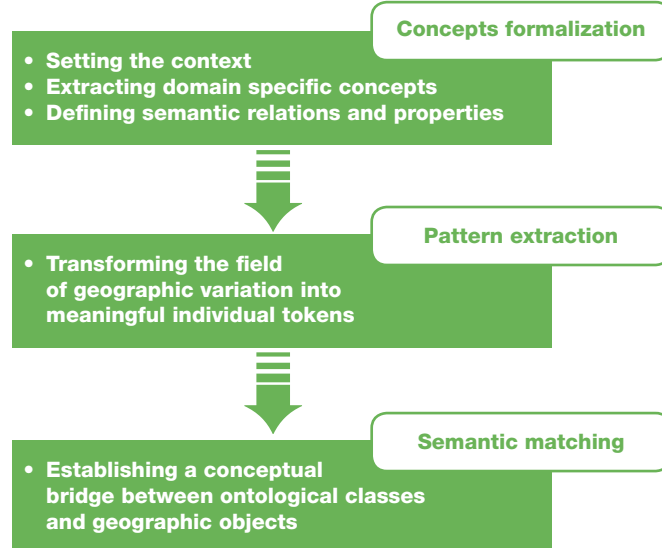 Concepts formalization
• Setting the context
• Extracting domain specific concepts
• Defining semantic relations and properties
Pattern extraction
• Transforming the field
of geographic variation into
meaningful individual tokens
Semantic matching
• Establishing a conceptual
bridge between ontological classes
and geographic objects